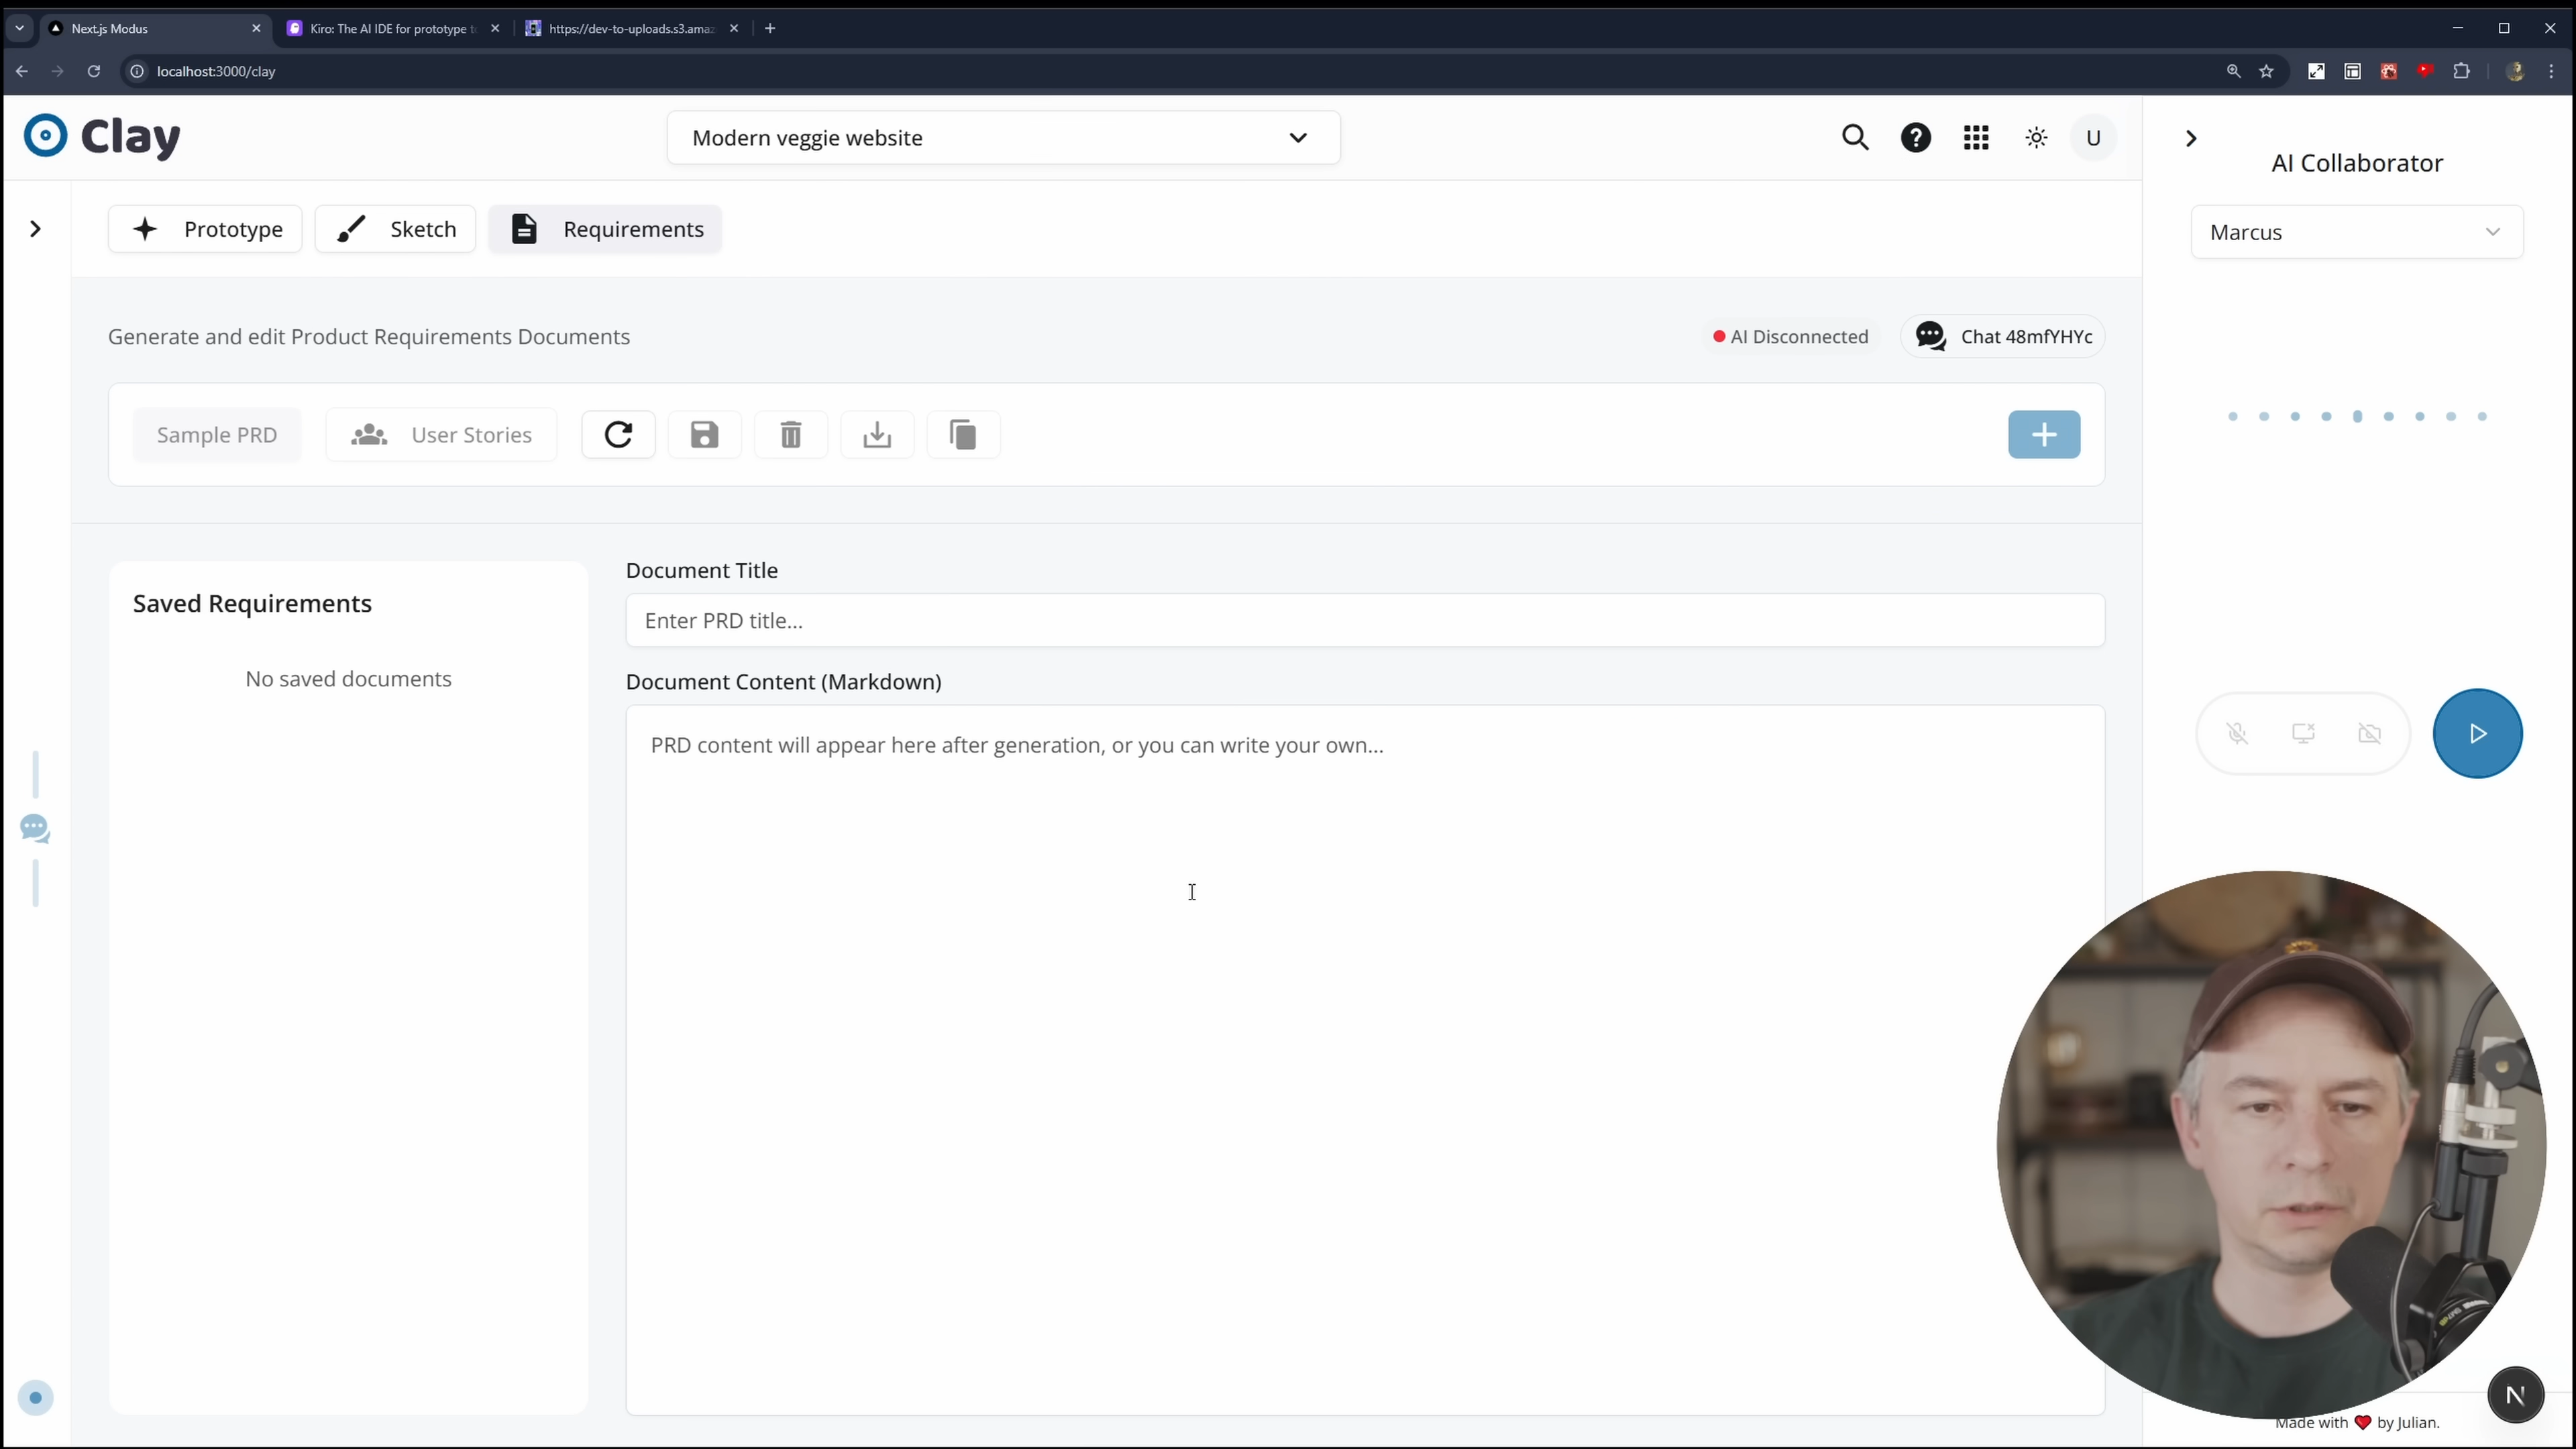 Next.js Modus
Kiro: The AI IDE for prototype t
https://dev-to-uploads.s3.amaz
localhost:3000/clay
Clay
Modern veggie website
U
AI Collaborator
Prototype
Sketch
Requirements
Marcus
Generate and edit Product Requirements Documents
AI Disconnected
Chat 48mfYHYc
Sample PRD
User Stories
Saved Requirements
No saved documents
Document Title
Enter PRD title...
Document Content (Markdown)
PRD content will appear here after generation, or you can write your own...
N
Made with ❤️ by Julian.